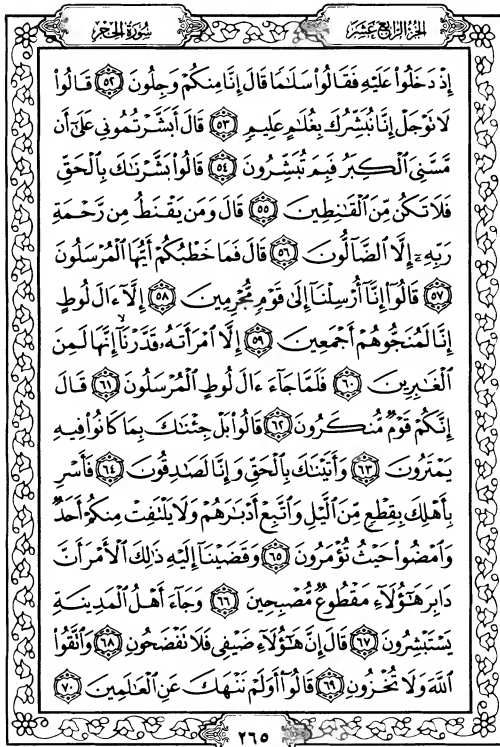 الجزء الرابع عشر
سورة الحجر
إِذْ دَخَلُوا۟ عَلَيْهِ فَقَالُوا۟ سَلَـٰمًا قَالَ إِنَّا مِنكُمْ وَجِلُونَ ٥٢ قَالُوا۟
لَا تَوْجَلْ إِنَّا نُبَشِّرُكَ بِغُلَـٰمٍ عَلِيمٍ ٥٣ قَالَ أَبَشَّرْتُمُونِى عَلَىٰٓ أَن
مَّسَّنِىَ ٱلْكِبَرُ فَبِمَ تُبَشِّرُونَ ٥٤ قَالُوا۟ بَشَّرْنَـٰكَ بِٱلْحَقِّ
فَلَا تَكُن مِّنَ ٱلْقَـٰنِطِينَ ٥٥ قَالَ وَمَن يَقْنَطُ مِن رَّحْمَةِ
رَبِّهِۦٓ إِلَّا ٱلضَّآلُّونَ ٥٦ قَالَ فَمَا خَطْبُكُمْ أَيُّهَا ٱلْمُرْسَلُونَ
٥٧ قَالُوٓا۟ إِنَّآ أُرْسِلْنَآ إِلَىٰ قَوْمٍ مُّجْرِمِينَ ٥٨ إِلَّآ ءَالَ لُوطٍ
إِنَّا لَمُنَجُّوهُمْ أَجْمَعِينَ ٥٩ إِلَّا ٱمْرَأَتَهُۥ قَدَّرْنَآ إِنَّهَا لَمِنَ
ٱلْغَـٰبِرِينَ ٦٠ فَلَمَّا جَآءَ ءَالَ لُوطٍ ٱلْمُرْسَلُونَ ٦١ قَالَ
إِنَّكُمْ قَوْمٌ مُّنكَرُونَ ٦٢ قَالُوا۟ بَلْ جِئْنَـٰكَ بِمَا كَانُوا۟ فِيهِ
يَمْتَرُونَ ٦٣ وَأَتَيْنَـٰكَ بِٱلْحَقِّ وَإِنَّا لَصَـٰدِقُونَ ٦٤ فَأَسْرِ
بِأَهْلِكَ بِقِطْعٍ مِّنَ ٱلَّيْلِ وَٱتَّبِعْ أَدْبَـٰرَهُمْ وَلَا يَلْتَفِتْ مِنكُمْ أَحَدٌ
وَٱمْضُوا۟ حَيْثُ تُؤْمَرُونَ ٦٥ وَقَضَيْنَآ إِلَيْهِ ذَٰلِكَ ٱلْأَمْرَ أَنَّ
دَابِرَ هَـٰٓؤُلَآءِ مَقْطُوعٌ مُّصْبِحِينَ ٦٦ وَجَآءَ أَهْلُ ٱلْمَدِينَةِ
يَسْتَبْشِرُونَ ٦٧ قَالَ إِنَّ هَـٰٓؤُلَآءِ ضَيْفِى فَلَا تَفْضَحُونِ ٦٨ وَٱتَّقُوا۟
ٱللَّهَ وَلَا تُخْزُونِ ٦٩ قَالُوٓا۟ أَوَلَمْ نَنْهَكَ عَنِ ٱلْعَـٰلَمِينَ ٧٠
٢٦٥